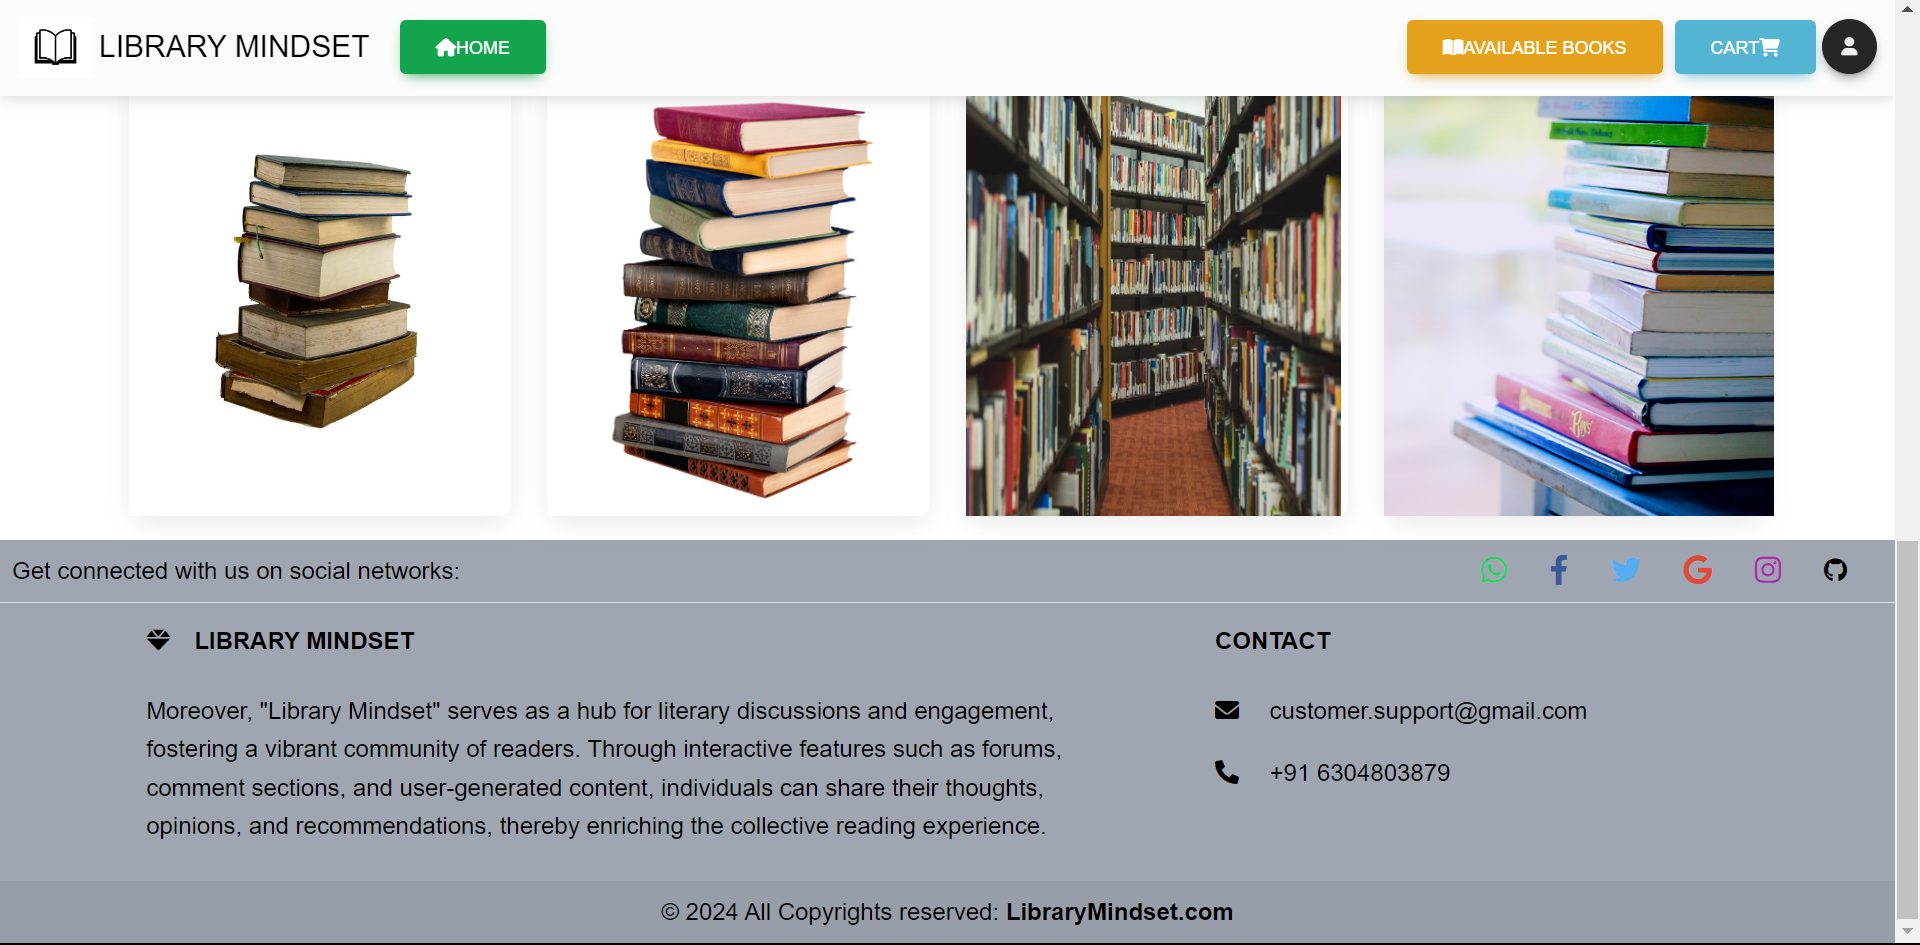 LIBRARY MINDSET
HOME
AVAILABLE BOOKS
CART
Get connected with us on social networks:
LIBRARY MINDSET
Moreover, "Library Mindset" serves as a hub for literary discussions and engagement,
fostering a vibrant community of readers. Through interactive features such as forums,
comment sections, and user-generated content, individuals can share their thoughts,
opinions, and recommendations, thereby enriching the collective reading experience.
CONTACT
customer.support@gmail.com
+91 6304803879
© 2024 All Copyrights reserved: LibraryMindset.com